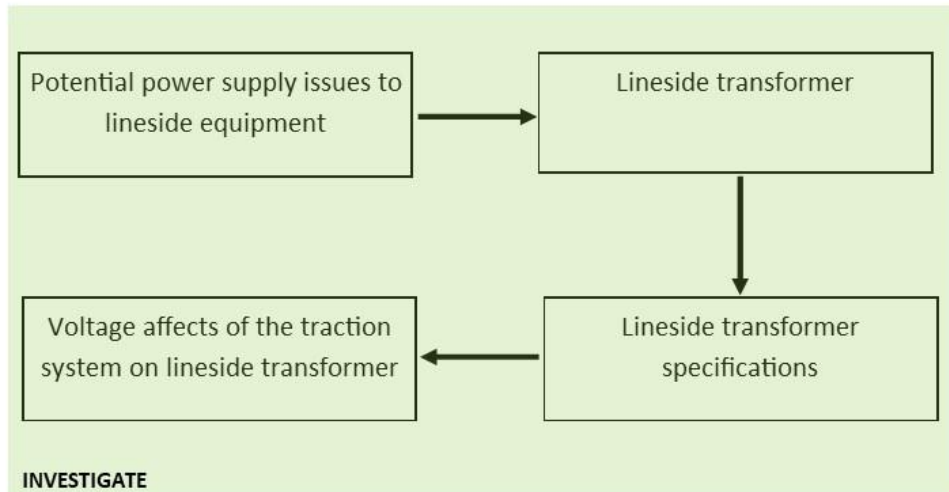 Potential power supply issues to
lineside equipment
Lineside transformer
Lineside transformer
specifications
Voltage affects of the traction
system on lineside transformer
INVESTIGATE